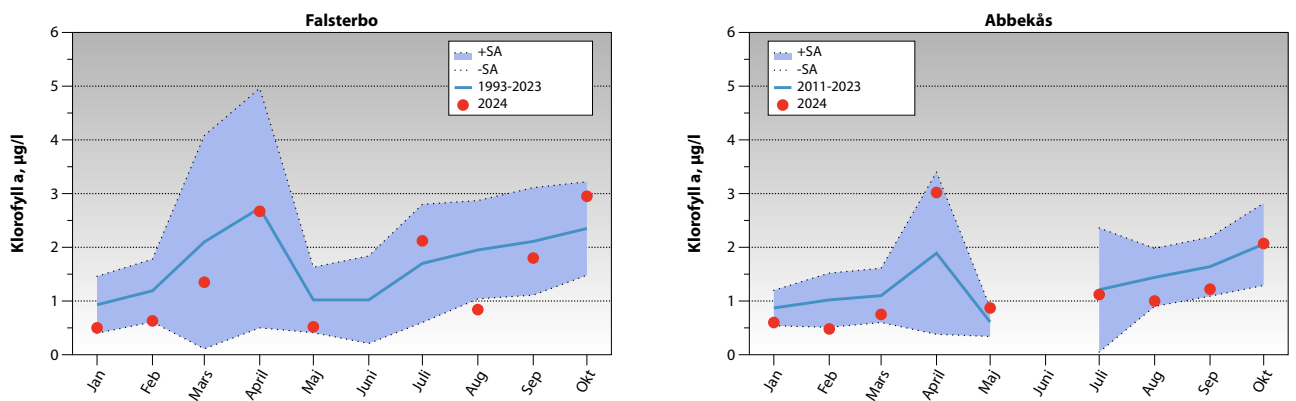 Falsterbo
Klorofyll a, µg/l
6
5
4
3
2
1
0
+SA
-SA
1993-2023
2024
Jan
Feb
Mars
April
Maj
Juni
Juli
Aug
Sep
Okt
Abbekås
Klorofyll a, µg/l
6
5
4
3
2
1
0
+SA
-SA
2011-2023
2024
Jan
Feb
Mars
April
Maj
Juni
Juli
Aug
Sep
Okt